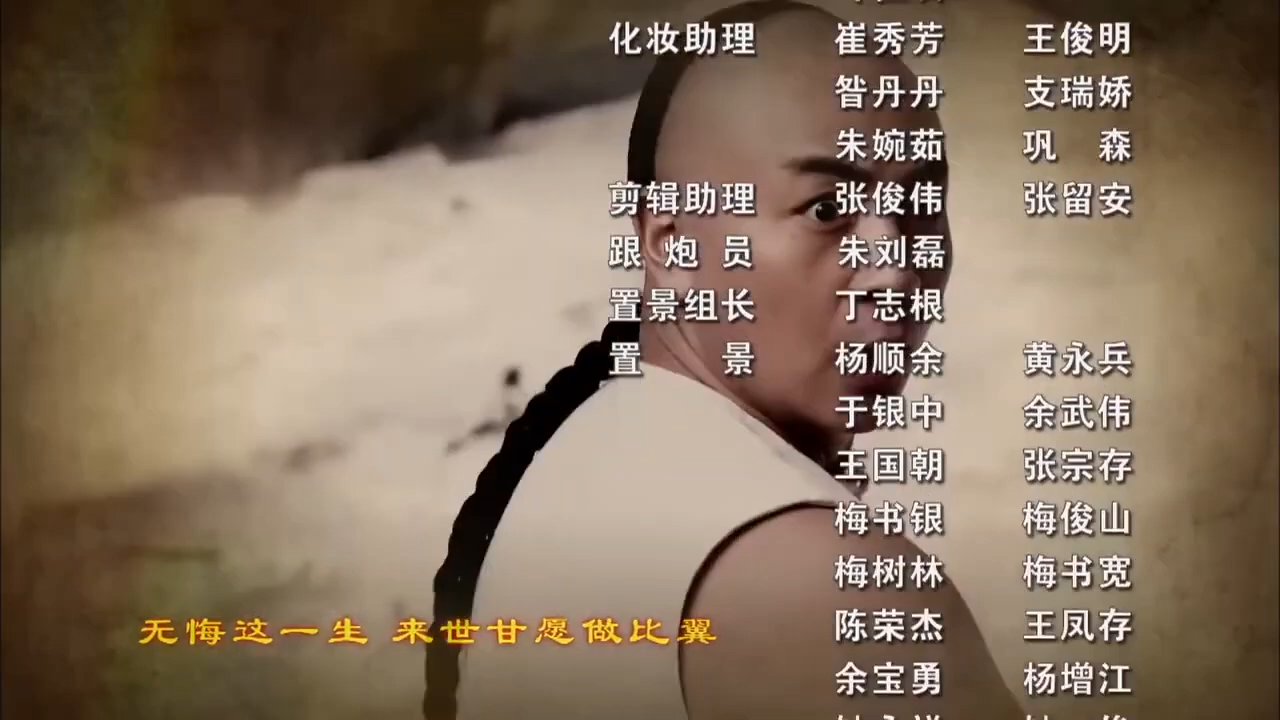 化妆助理 崔秀芳 王俊明
昝丹丹 支瑞娇
朱婉茹 巩 森
剪辑助理 张俊伟 张留安
跟炮员 朱刘磊
置景组长 丁志根
置景 杨顺余 黄永兵
于银中 余武伟
王国朝 张宗存
梅书银 梅俊山
梅树林 梅书宽
陈荣杰 王凤存
无悔这一生 来世甘愿做比翼
余宝勇 杨增江